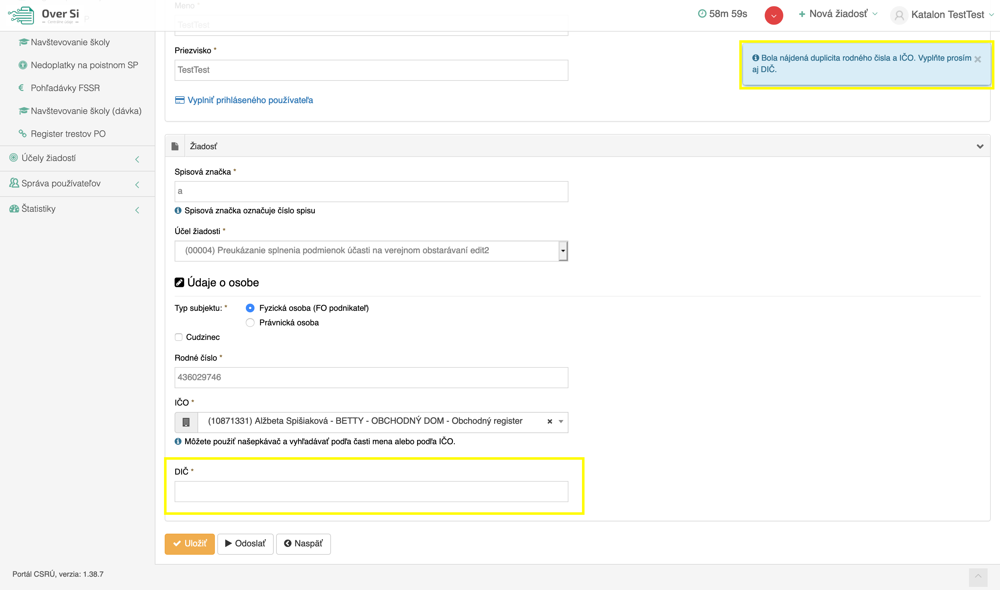 Over Si
— Centrálne údaje —
P
58m 59s
Nová žiadosť
Katalon TestTest
Navštevovanie školy
Nedoplatky na poistnom SP
Pohľadávky FSSR
Navštevovanie školy (dávka)
Register trestov PO
Účely žiadostí
Správa používateľov
Štatistiky
Meno *
TestTest
Priezvisko *
TestTest
Vyplniť prihláseného používateľa
Bola nájdená duplicita rodného čisla a IČO. Vyplňte prosím
aj DIČ.
Žiadosť
Spisová značka *
a
Spisová značka označuje číslo spisu
Účel žiadosti *
(00004) Preukázanie splnenia podmienok účasti na verejnom obstarávaní edit2
Údaje o osobe
Typ subjektu: *
Fyzická osoba (FO podnikateľ)
Právnická osoba
Cudzinec
Rodné číslo *
436029746
IČO *
(10871331) Alžbeta Spišiaková - BETTY - OBCHODNÝ DOM - Obchodný register
Môžete použiť našepkávač a vyhľadávať podľa časti mena alebo podľa IČO.
DIČ *
Uložiť
Odoslať
Naspäť
Portál CSRÚ, verzia: 1.38.7